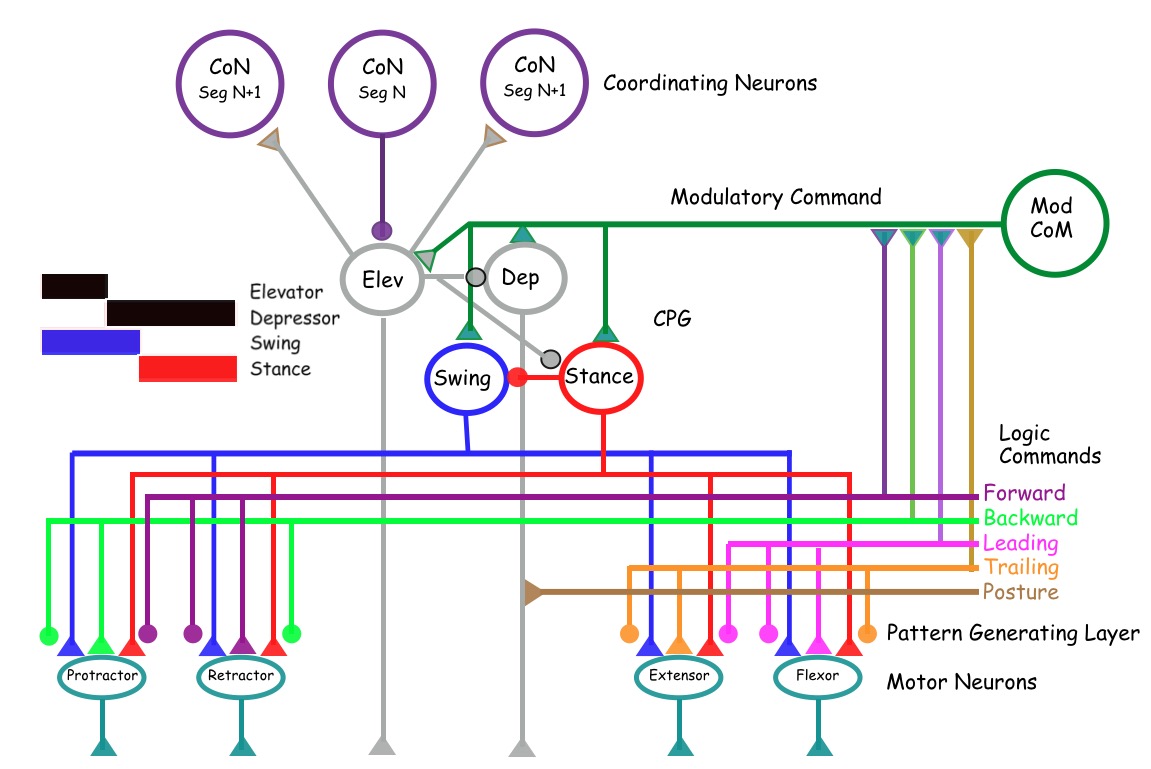 CoN
Seg N+1
CoN
Seg N
CoN
Seg N+1
Coordinating Neurons
Modulatory Command
Mod
CoM
Elev
Dep
Elevator
Depressor
Swing
Stance
CPG
Swing
Stance
Logic
Commands
Forward
Backward
Leading
Trailing
Posture
Pattern Generating Layer
Protractor
Retractor
Extensor
Flexor
Motor Neurons